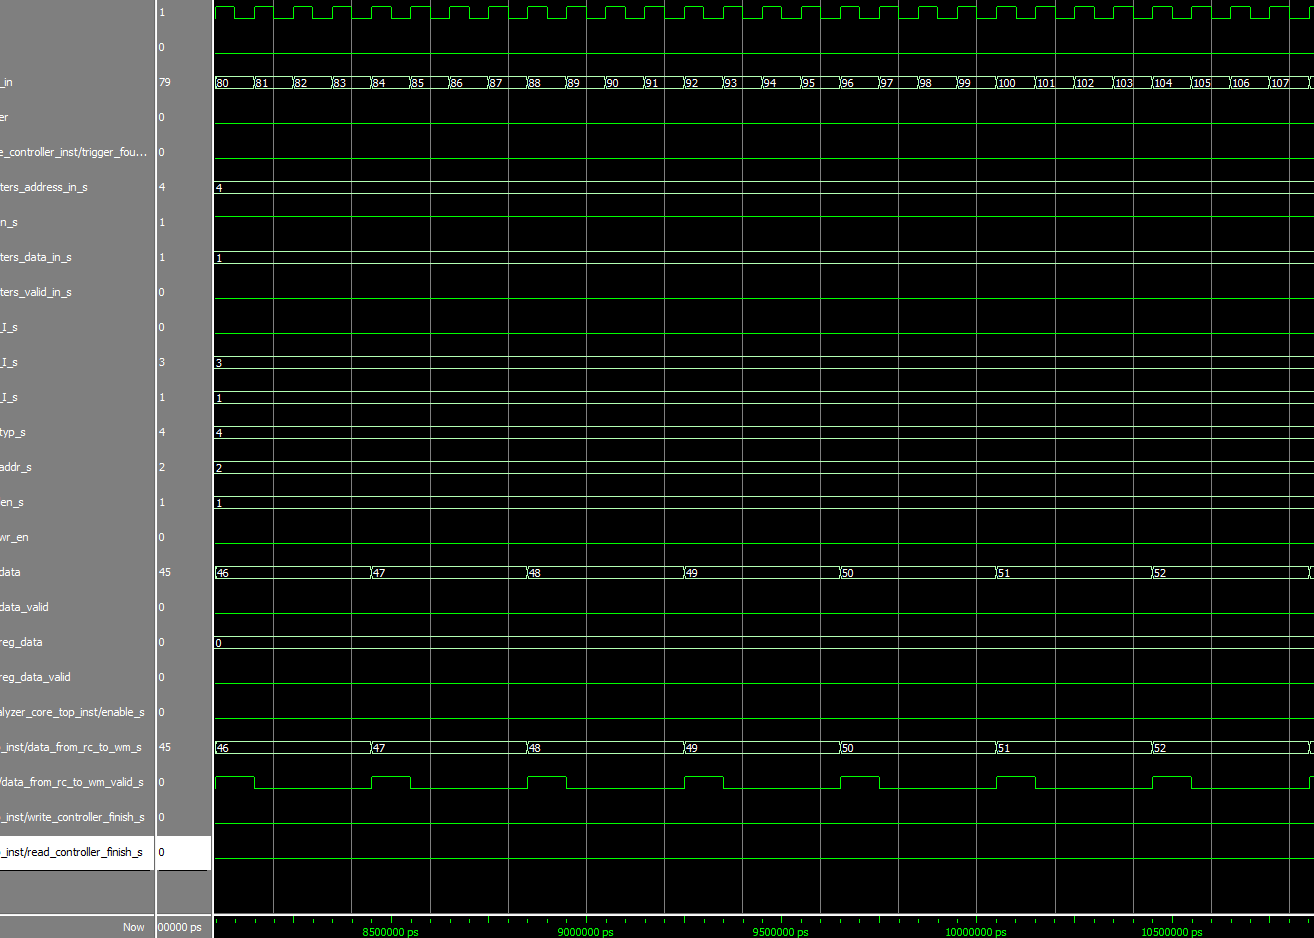 1
0
_in 79 80 81 82 83 84 85 86 87 88 89 90 91 92 93 94 95 96 97 98 99 100 101 102 103 104 105 106 107
er 0
e_controller_inst/trigger_fou... 0
ters_address_in_s 4 4
n_s 1
ters_data_in_s 1 1
ters_valid_in_s 0
_I_s 0
_I_s 3 3
_I_s 1 1
typ_s 4 4
addr_s 2 2
en_s 1 1
wr_en 0
data 45 46 47 48 49 50 51 52
data_valid 0
reg_data 0 0
reg_data_valid 0
alyzer_core_top_inst/enable_s 0
_inst/data_from_rc_to_wm_s 45 46 47 48 49 50 51 52
/data_from_rc_to_wm_valid_s 0
_inst/write_controller_finish_s 0
_inst/read_controller_finish_s 0
Now 00000 ps 8500000 ps 9000000 ps 9500000 ps 10000000 ps 10500000 ps